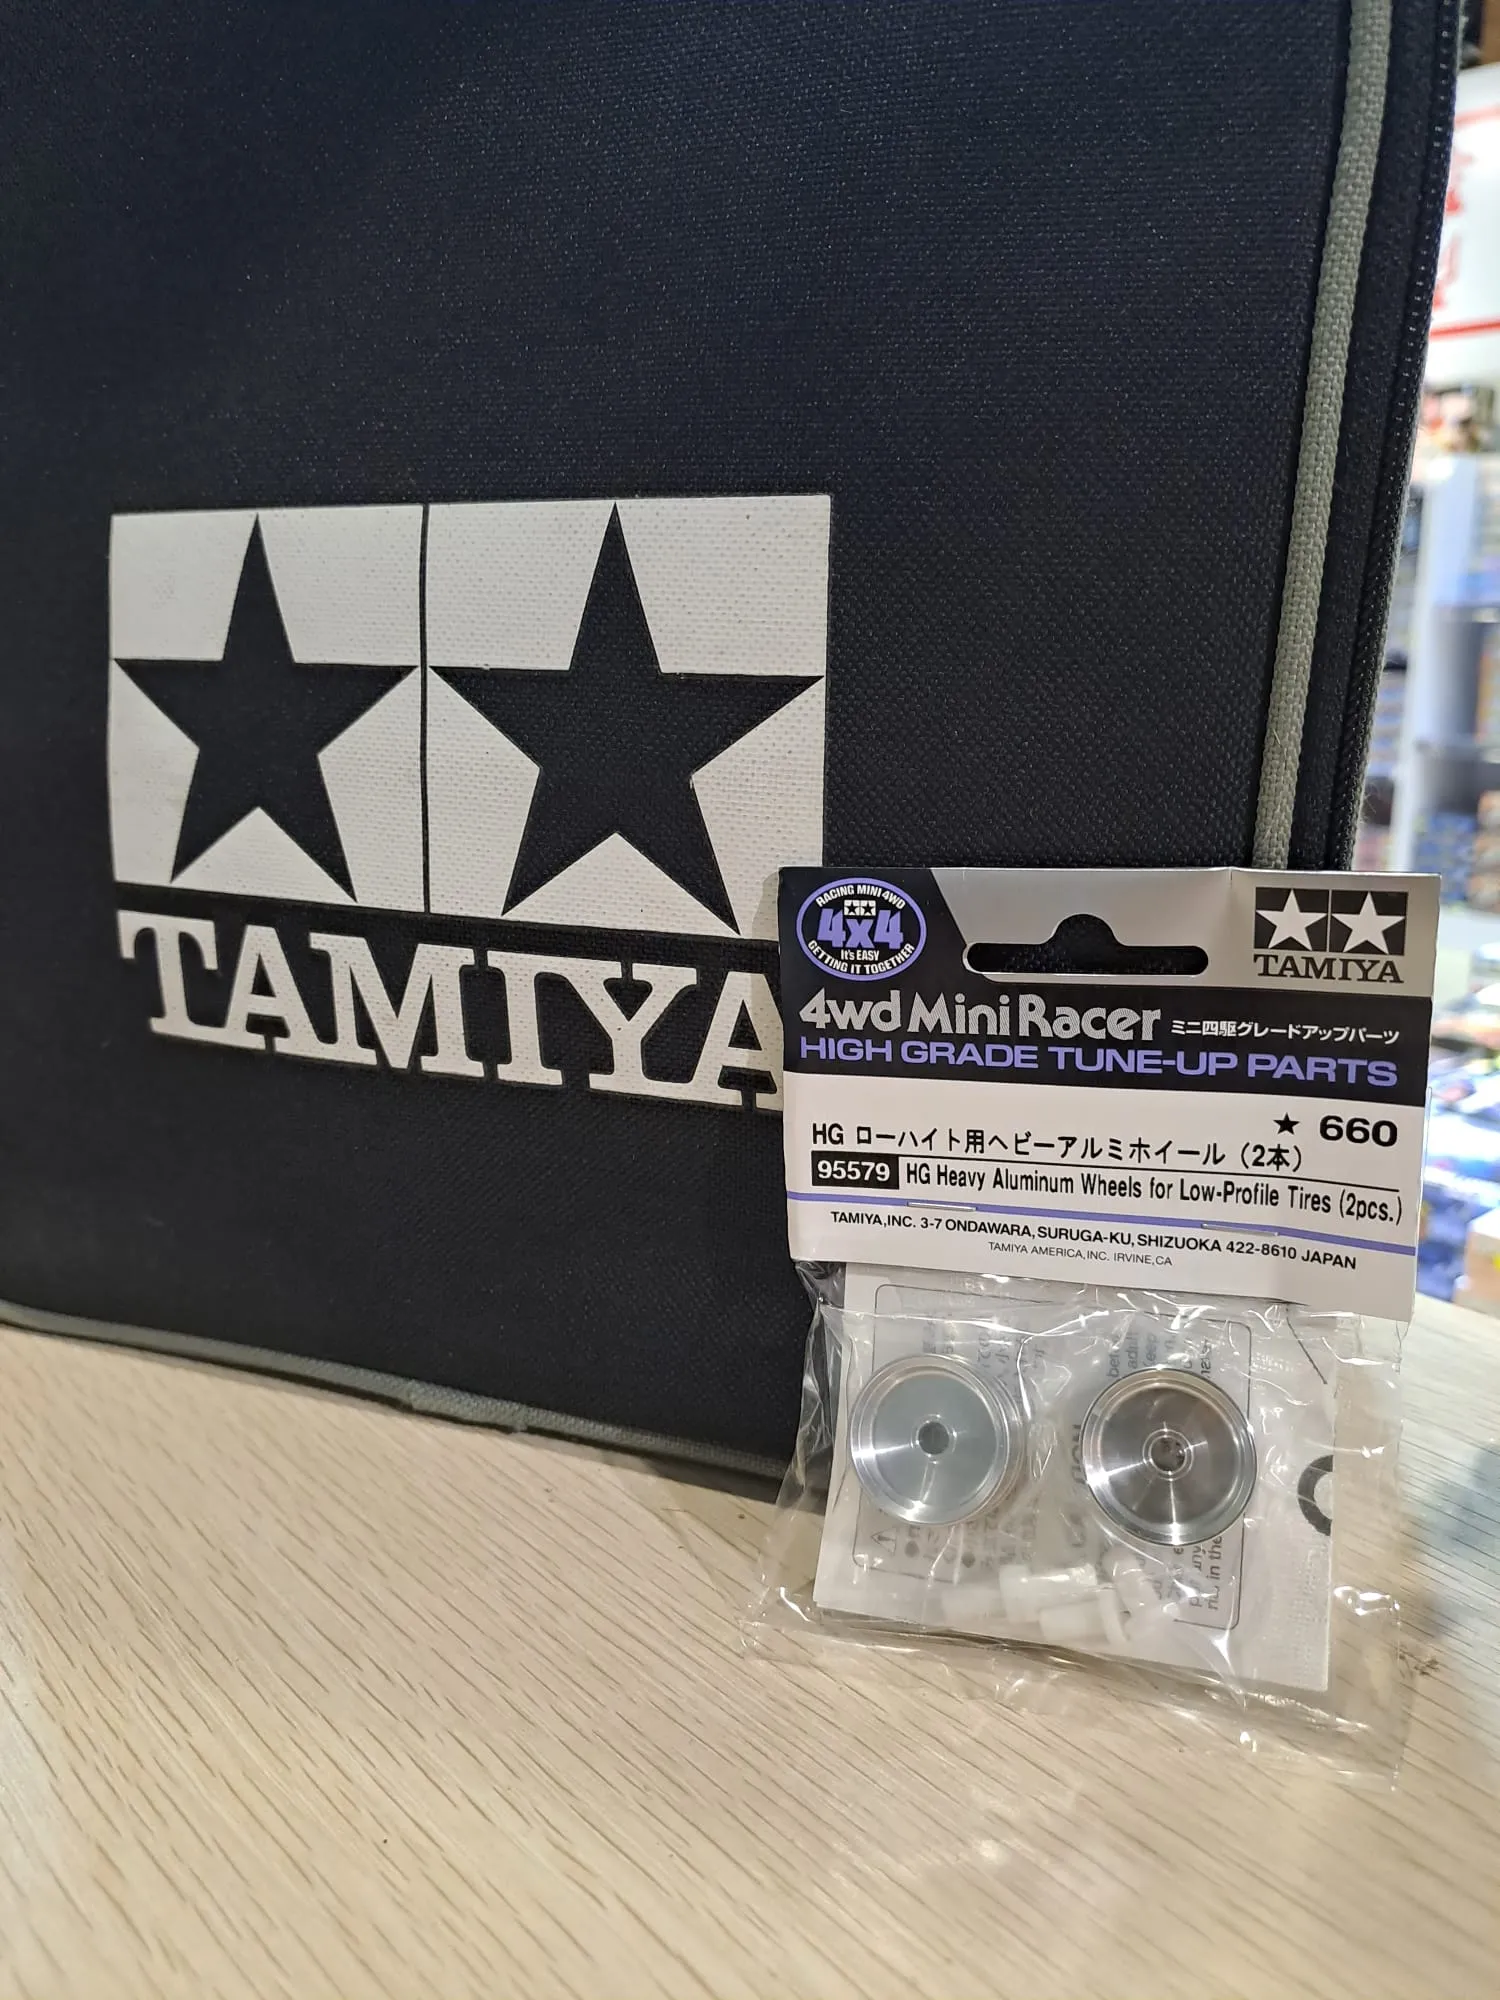 TAMIYA
RACING MINI 4WD
4x4
It's EASY
GETTING IT TOGETHER
TAMIYA
4wd Mini Racer ミニ四駆グレードアップパーツ
HIGH GRADE TUNE-UP PARTS
★ 660
HG ローハイト用ヘビーアルミホイール（2本）
95579 HG Heavy Aluminum Wheels for Low-Profile Tires (2pcs.)
TAMIYA,INC. 3-7 ONDAWARA, SURUGA-KU, SHIZUOKA 422-8610 JAPAN
TAMIYA AMERICA,INC. IRVINE,CA